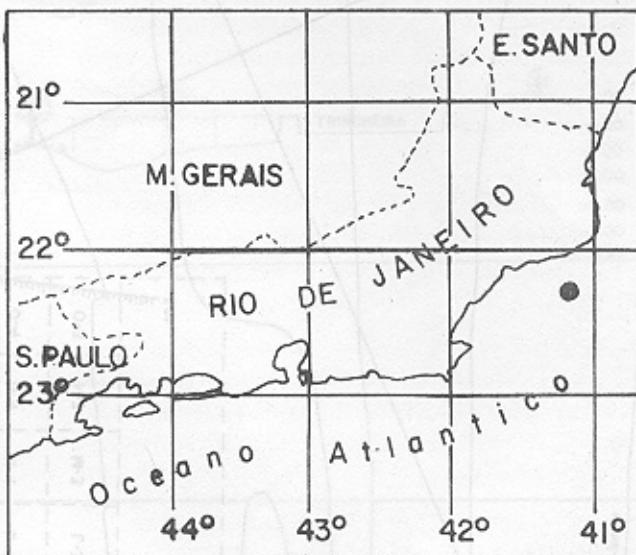 E. SANTO
21°
M. GERAIS
22°
RIO DE JANEIRO
S. PAULO
23°
Oceano Atlantico
44° 43° 42° 41°